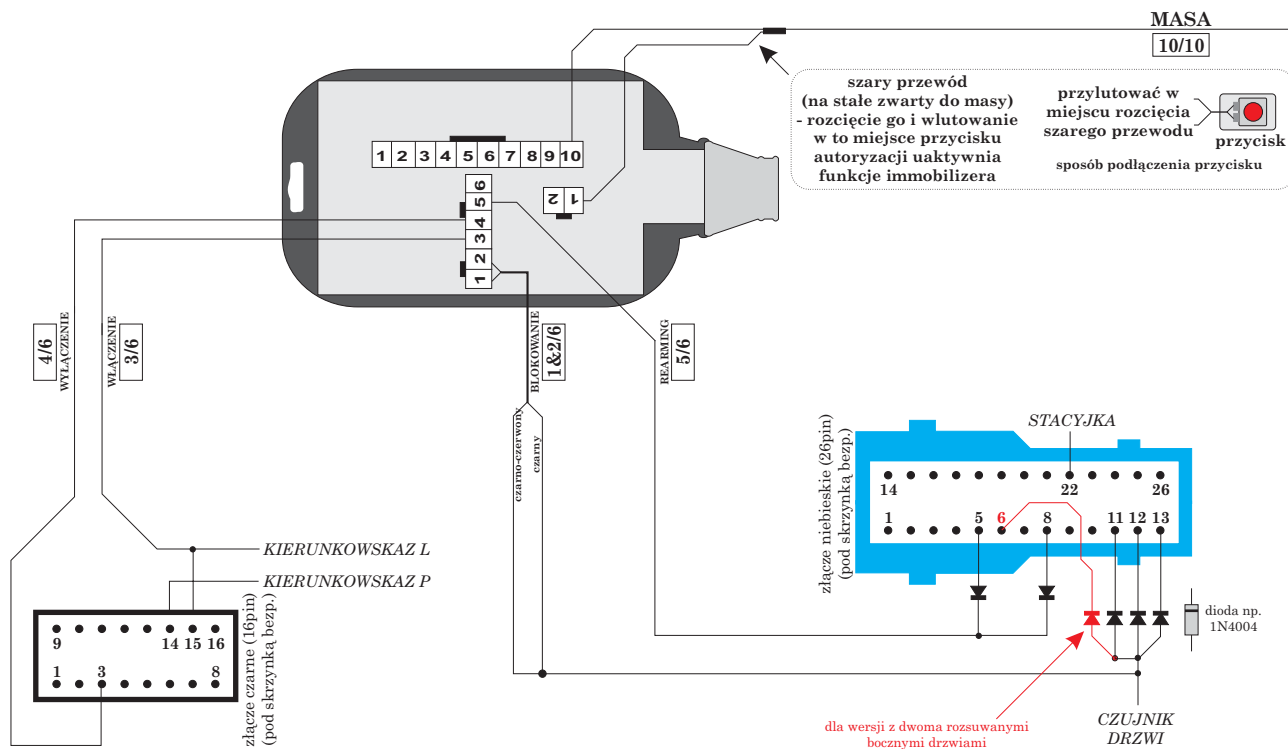 MASA
10/10
szary przewód
(na stałe zwarty do masy)
- rozcięcie go i wlutowanie
w to miejsce przycisku
autoryzacji uaktywnia
funkcje immobilizera
przylutować w
miejscu rozcięcia
szarego przewodu
przycisk
sposób podłączenia przycisku
1 2 3 4 5 6 7 8 9 10
6
5
4
3
2
1
2 1
4/6
WYŁĄCZENIE
WŁĄCZENIE
3/6
BLOKOWANIE
1&2/6
REARMING
5/6
czarno-czerwony
czarny
STACYJKA
złącze niebieskie (26pin)
(pod skrzynką bezp.)
14 22 26
1 5 6 8 11 12 13
KIERUNKOWSKAZ L
KIERUNKOWSKAZ P
9 14 15 16
1 3 8
złącze czarne (16pin)
(pod skrzynką bezp.)
dioda np.
1N4004
dla wersji z dwoma rozsuwanymi
bocznymi drzwiami
CZUJNIK
DRZWI